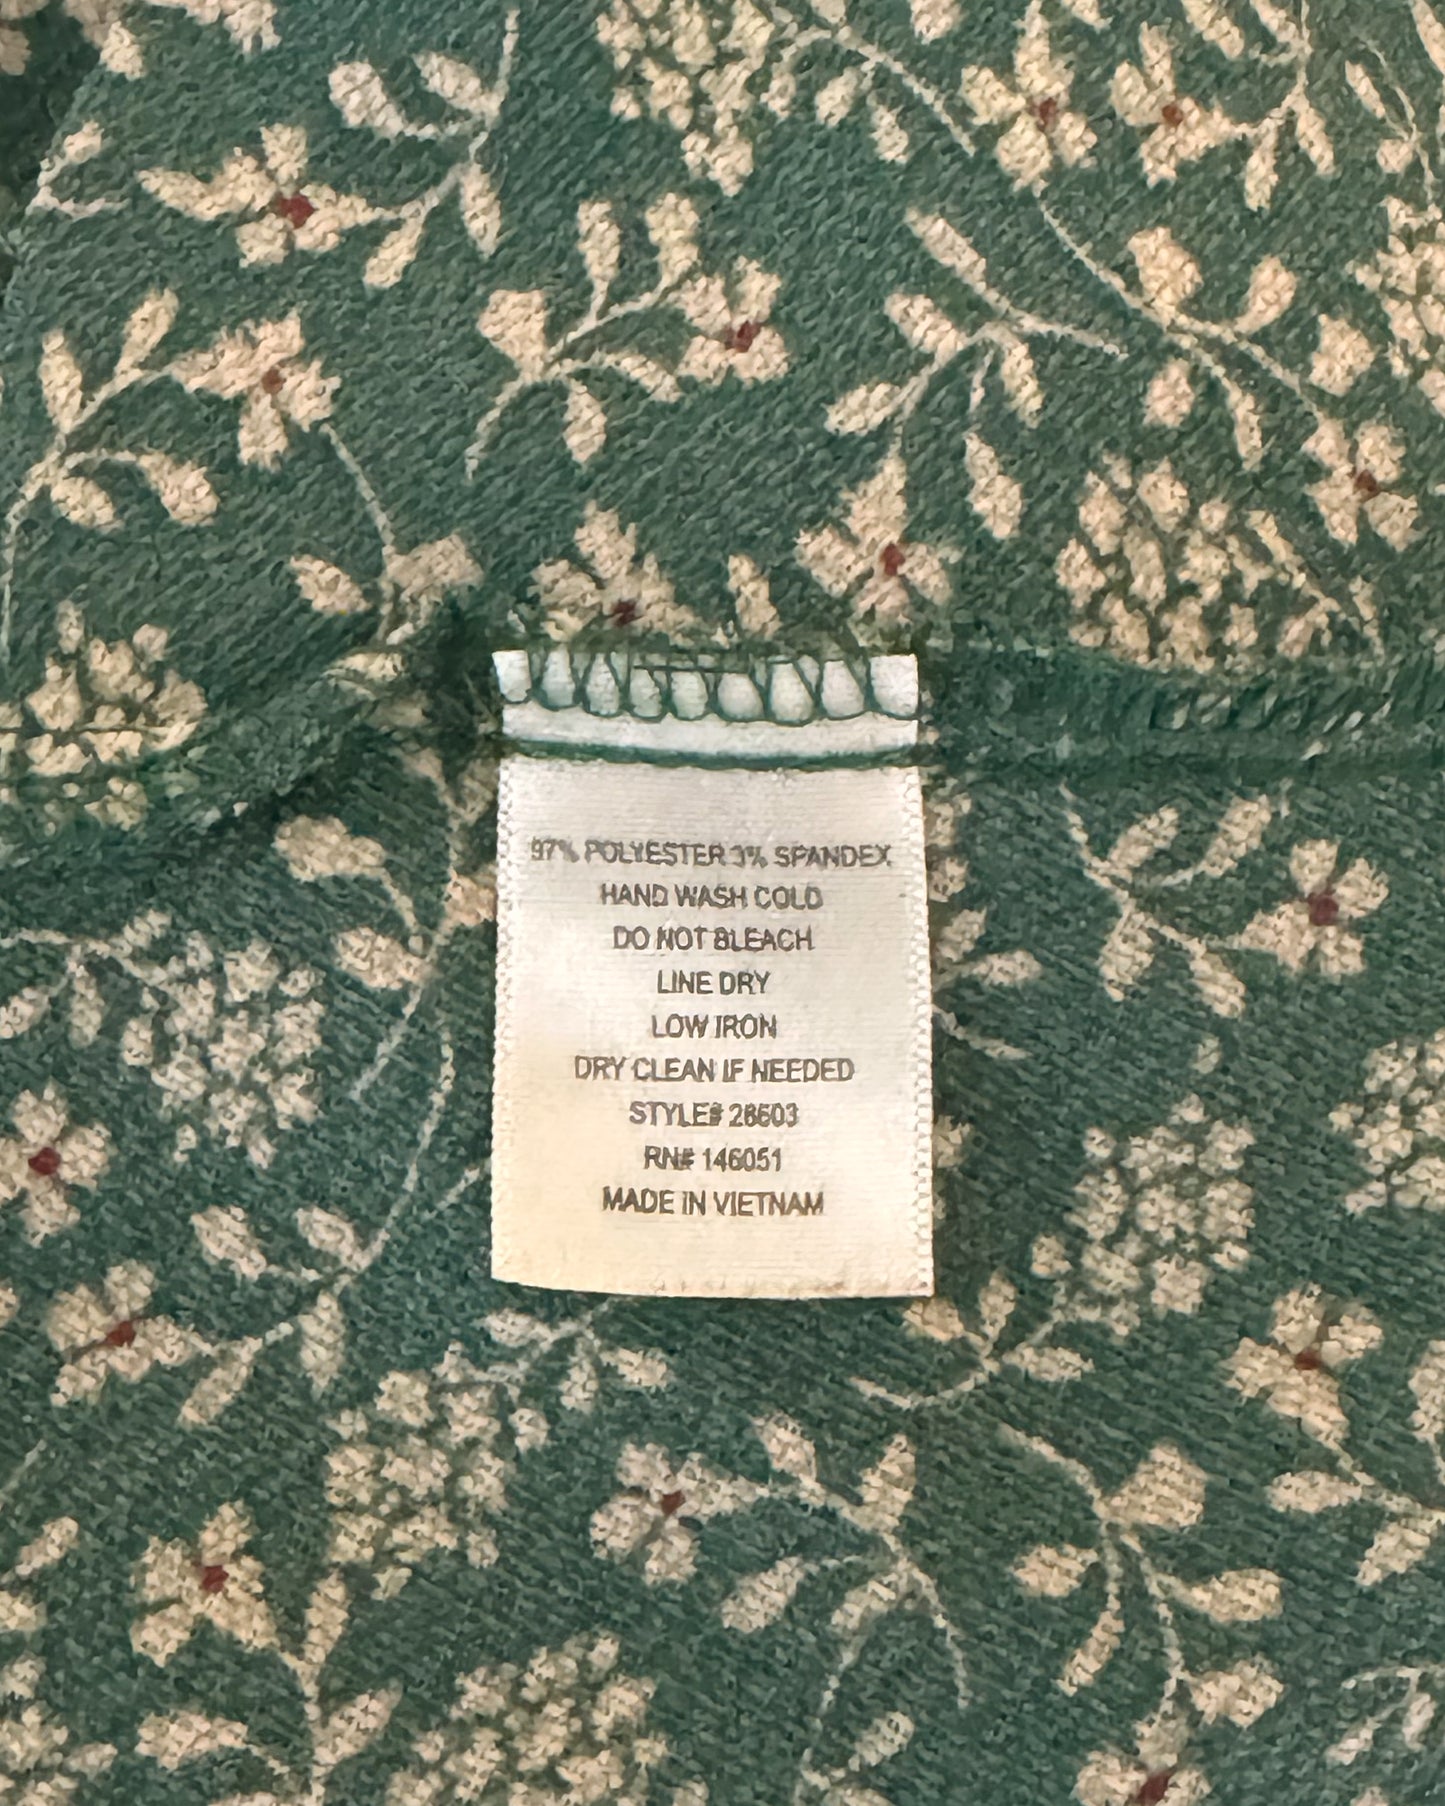 97% POLYESTER 3% SPANDEX
HAND WASH COLD
DO NOT BLEACH
LINE DRY
LOW IRON
DRY CLEAN IF NEEDED
STYLE# 26603
RN# 146051
MADE IN VIETNAM